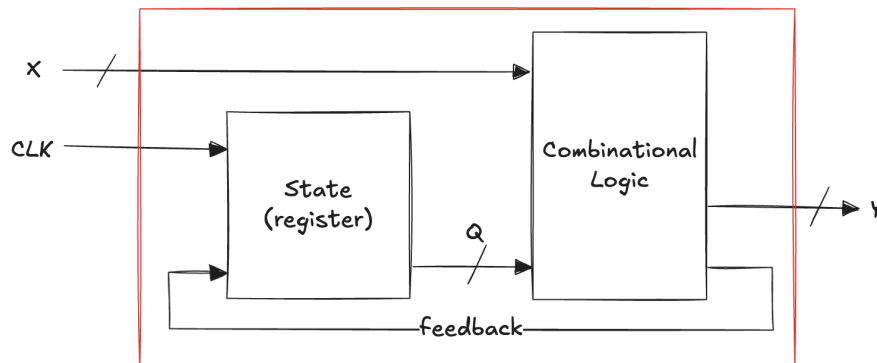 X
CLK
State
(register)
Q
Combinational
Logic
Y
feedback